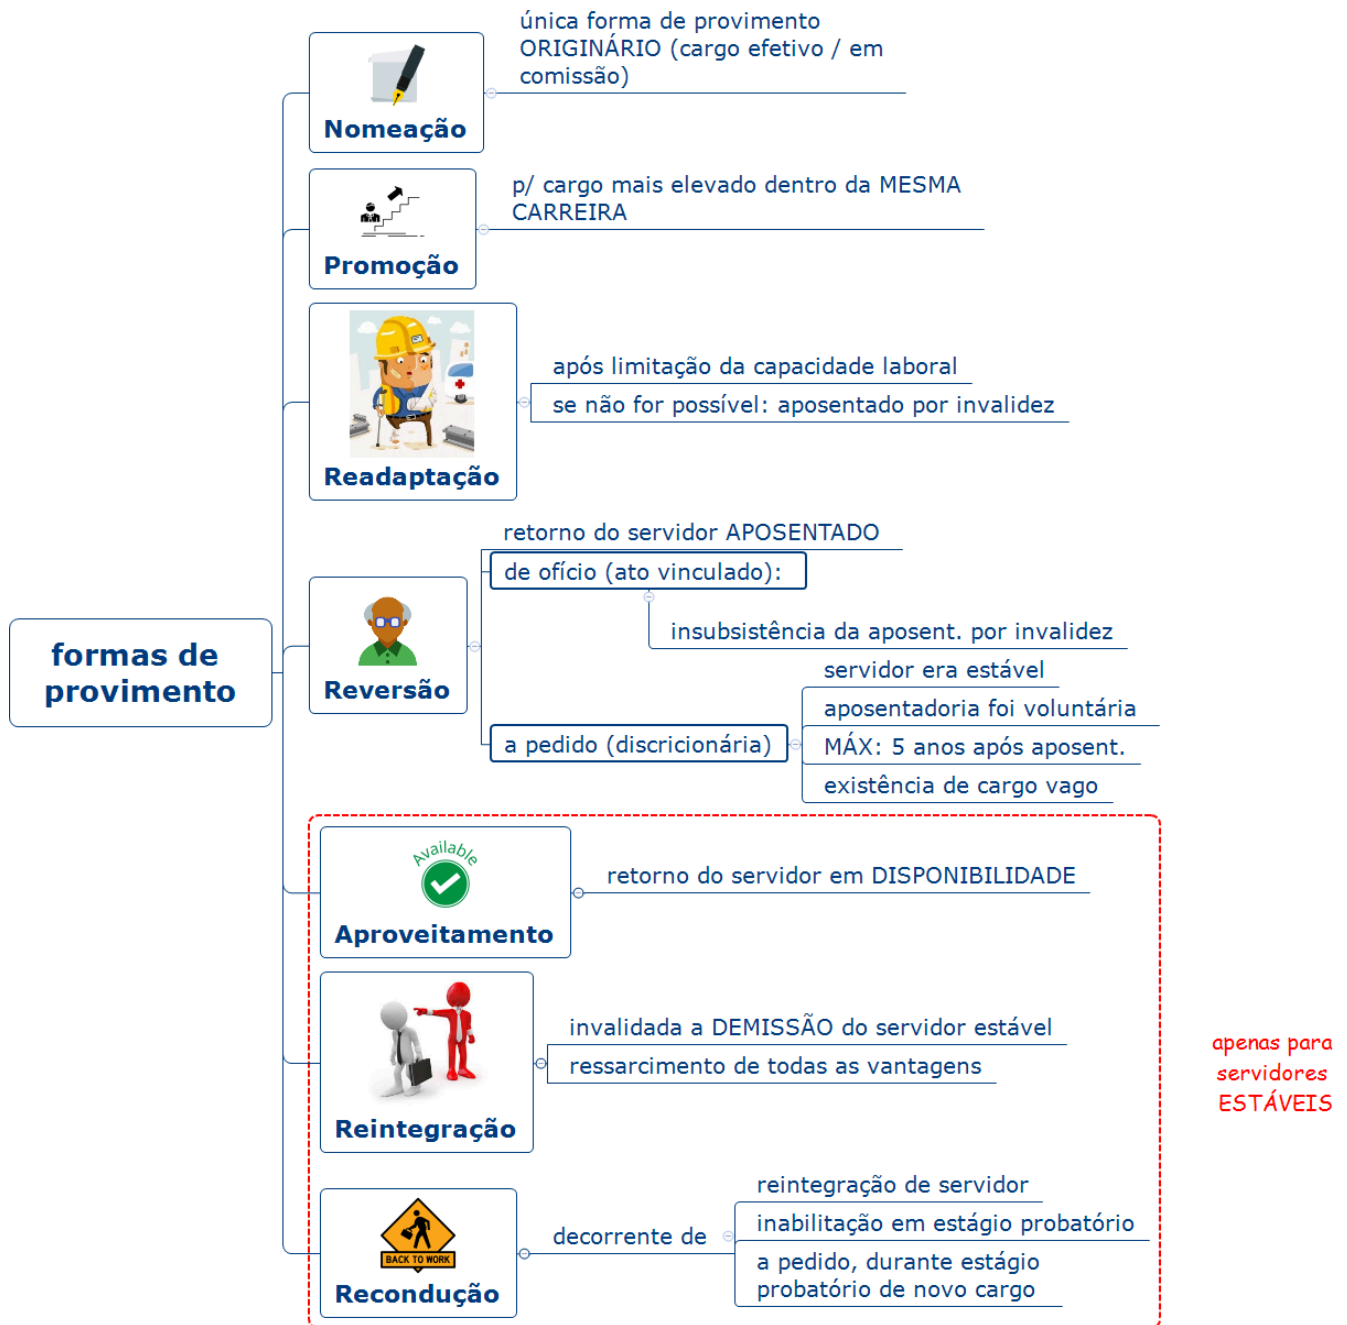 única forma de provimento
ORIGINÁRIO (cargo efetivo / em
comissão)
Nomeação
p/ cargo mais elevado dentro da MESMA
CARREIRA
Promoção
após limitação da capacidade laboral
se não for possível: aposentado por invalidez
Readaptação
retorno do servidor APOSENTADO
de ofício (ato vinculado):
insubsistência da aposent. por invalidez
formas de
provimento
Reversão
servidor era estável
aposentadoria foi voluntária
a pedido (discricionária)
MÁX: 5 anos após aposent.
existência de cargo vago
Available
retorno do servidor em DISPONIBILIDADE
Aproveitamento
invalidada a DEMISSÃO do servidor estável
ressarcimento de todas as vantagens
Reintegração
apenas para
servidores
ESTÁVEIS
reintegração de servidor
inabilitação em estágio probatório
decorrente de
a pedido, durante estágio
probatório de novo cargo
BACK TO WORK
Recondução